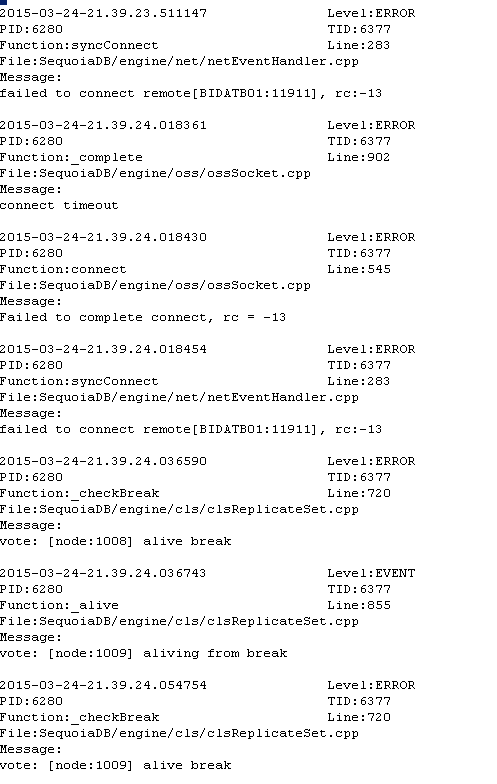 2015-03-24-21.39.23.511147 Level:ERROR
PID:6280 TID:6377
Function:syncConnect Line:283
File:SequoiaDB/engine/net/netEventHandler.cpp
Message:
failed to connect remote[BIDATB01:11911], rc:-13
2015-03-24-21.39.24.018361 Level:ERROR
PID:6280 TID:6377
Function:_complete Line:902
File:SequoiaDB/engine/oss/ossSocket.cpp
Message:
connect timeout
2015-03-24-21.39.24.018430 Level:ERROR
PID:6280 TID:6377
Function:connect Line:545
File:SequoiaDB/engine/oss/ossSocket.cpp
Message:
Failed to complete connect, rc = -13
2015-03-24-21.39.24.018454 Level:ERROR
PID:6280 TID:6377
Function:syncConnect Line:283
File:SequoiaDB/engine/net/netEventHandler.cpp
Message:
failed to connect remote[BIDATB01:11911], rc:-13
2015-03-24-21.39.24.036590 Level:ERROR
PID:6280 TID:6377
Function:_checkBreak Line:720
File:SequoiaDB/engine/cls/clsReplicateSet.cpp
Message:
vote: [node:1008] alive break
2015-03-24-21.39.24.036743 Level:EVENT
PID:6280 TID:6377
Function:_alive Line:855
File:SequoiaDB/engine/cls/clsReplicateSet.cpp
Message:
vote: [node:1009] aliving from break
2015-03-24-21.39.24.054754 Level:ERROR
PID:6280 TID:6377
Function:_checkBreak Line:720
File:SequoiaDB/engine/cls/clsReplicateSet.cpp
Message:
vote: [node:1009] alive break